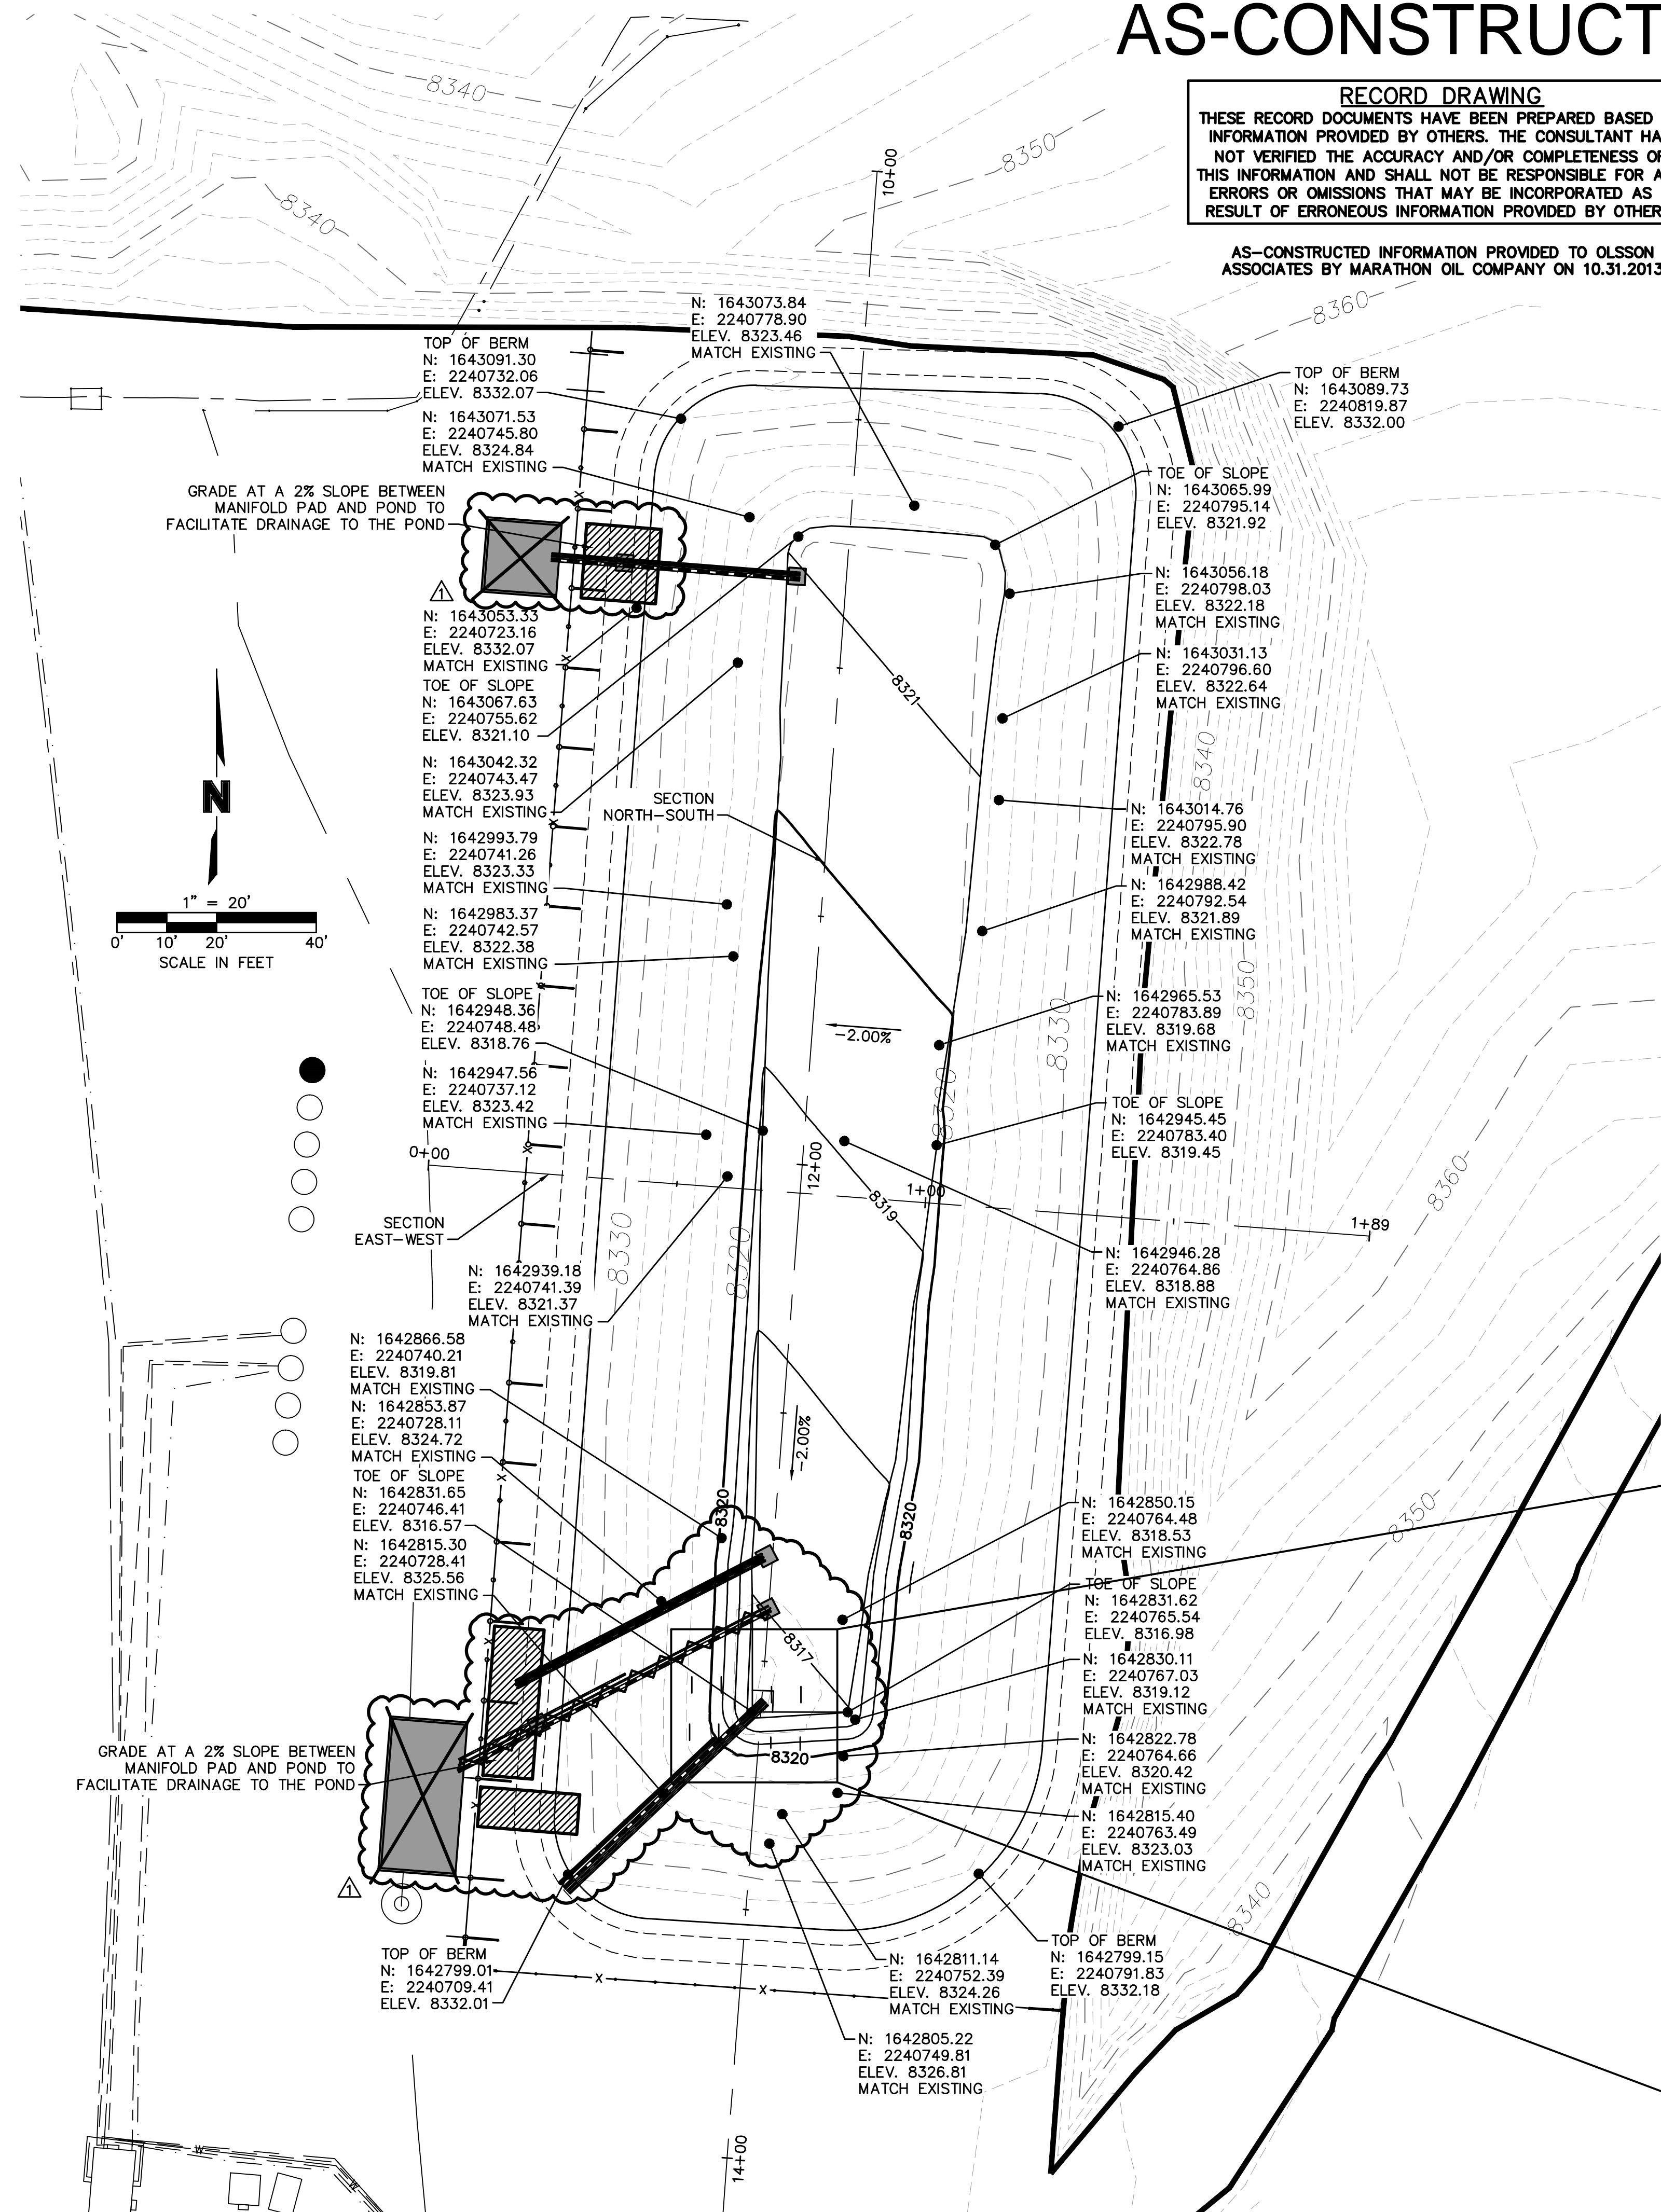 AS-CONSTRUCT
RECORD DRAWING
THESE RECORD DOCUMENTS HAVE BEEN PREPARED BASED
INFORMATION PROVIDED BY OTHERS. THE CONSULTANT HA
NOT VERIFIED THE ACCURACY AND/OR COMPLETENESS OF
THIS INFORMATION AND SHALL NOT BE RESPONSIBLE FOR A
ERRORS OR OMISSIONS THAT MAY BE INCORPORATED AS
RESULT OF ERRONEOUS INFORMATION PROVIDED BY OTHER
AS-CONSTRUCTED INFORMATION PROVIDED TO OLSSON
ASSOCIATES BY MARATHON OIL COMPANY ON 10.31.2013
8340
8340
8350
8360
10+00
N: 1643073.84
E: 2240778.90
ELEV. 8323.46
MATCH EXISTING
TOP OF BERM
N: 1643091.30
E: 2240732.06
ELEV. 8332.07
N: 1643071.53
E: 2240745.80
ELEV. 8324.84
MATCH EXISTING
GRADE AT A 2% SLOPE BETWEEN
MANIFOLD PAD AND POND TO
FACILITATE DRAINAGE TO THE POND
1
N: 1643053.33
E: 2240723.16
ELEV. 8332.07
MATCH EXISTING
TOE OF SLOPE
N: 1643067.63
E: 2240755.62
ELEV. 8321.10
N: 1643042.32
E: 2240743.47
ELEV. 8323.93
MATCH EXISTING
N: 1642993.79
E: 2240741.26
ELEV. 8323.33
MATCH EXISTING
N: 1642983.37
E: 2240742.57
ELEV. 8322.38
MATCH EXISTING
TOE OF SLOPE
N: 1642948.36
E: 2240748.48
ELEV. 8318.76
N: 1642947.56
E: 2240737.12
ELEV. 8323.42
MATCH EXISTING
TOP OF BERM
N: 1643089.73
E: 2240819.87
ELEV. 8332.00
TOE OF SLOPE
N: 1643065.99
E: 2240795.14
ELEV. 8321.92
N: 1643056.18
E: 2240798.03
ELEV. 8322.18
MATCH EXISTING
N: 1643031.13
E: 2240796.60
ELEV. 8322.64
MATCH EXISTING
N: 1643014.76
E: 2240795.90
ELEV. 8322.78
MATCH EXISTING
N: 1642988.42
E: 2240792.54
ELEV. 8321.89
MATCH EXISTING
N: 1642965.53
E: 2240783.89
ELEV. 8319.68
MATCH EXISTING
TOE OF SLOPE
N: 1642945.45
E: 2240783.40
ELEV. 8319.45
N: 1642946.28
E: 2240764.86
ELEV. 8318.88
MATCH EXISTING
8321
8340
8350
8330
8320
SECTION
NORTH-SOUTH
-2.00%
N
1" = 20'
0' 10' 20' 40'
SCALE IN FEET
0+00
12+00
1+00
1+89
8319
8360
SECTION
EAST-WEST
8330
8320
N: 1642939.18
E: 2240741.39
ELEV. 8321.37
MATCH EXISTING
N: 1642866.58
E: 2240740.21
ELEV. 8319.81
MATCH EXISTING
N: 1642853.87
E: 2240728.11
ELEV. 8324.72
MATCH EXISTING
TOE OF SLOPE
N: 1642831.65
E: 2240746.41
ELEV. 8316.57
N: 1642815.30
E: 2240728.41
ELEV. 8325.56
MATCH EXISTING
-2.00%
8320
8320
8350
8317
8320
N: 1642850.15
E: 2240764.48
ELEV. 8318.53
MATCH EXISTING
TOE OF SLOPE
N: 1642831.62
E: 2240765.54
ELEV. 8316.98
N: 1642830.11
E: 2240767.03
ELEV. 8319.12
MATCH EXISTING
N: 1642822.78
E: 2240764.66
ELEV. 8320.42
MATCH EXISTING
N: 1642815.40
E: 2240763.49
ELEV. 8323.03
MATCH EXISTING
GRADE AT A 2% SLOPE BETWEEN
MANIFOLD PAD AND POND TO
FACILITATE DRAINAGE TO THE POND
1
8340
TOP OF BERM
N: 1642799.01
E: 2240709.41
ELEV. 8332.01
N: 1642811.14
E: 2240752.39
ELEV. 8324.26
MATCH EXISTING
TOP OF BERM
N: 1642799.15
E: 2240791.83
ELEV. 8332.18
N: 1642805.22
E: 2240749.81
ELEV. 8326.81
MATCH EXISTING
X
X
14+00
W
W